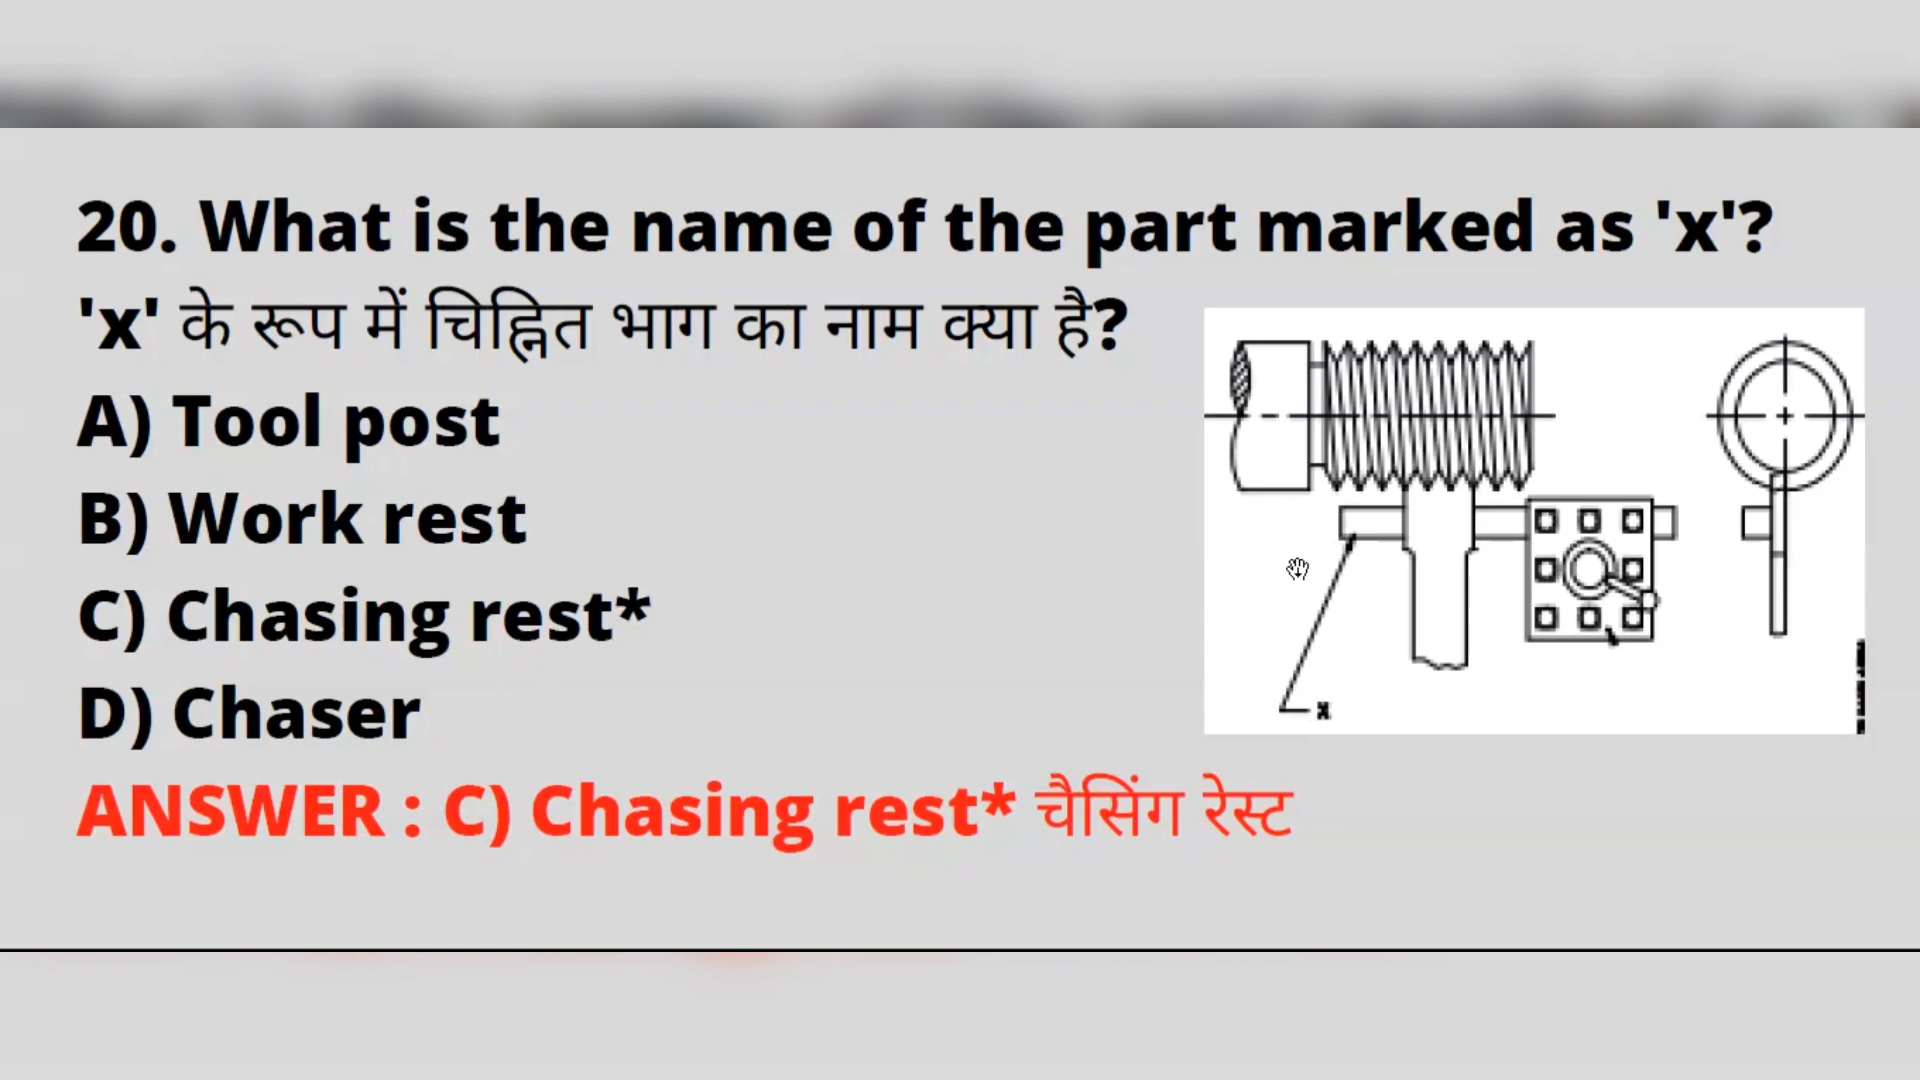 20. What is the name of the part marked as 'x'?
'x' के रूप में चिह्नित भाग का नाम क्या है?
A) Tool post
B) Work rest
C) Chasing rest*
D) Chaser
x
ANSWER : C) Chasing rest* चैसिंग रेस्ट